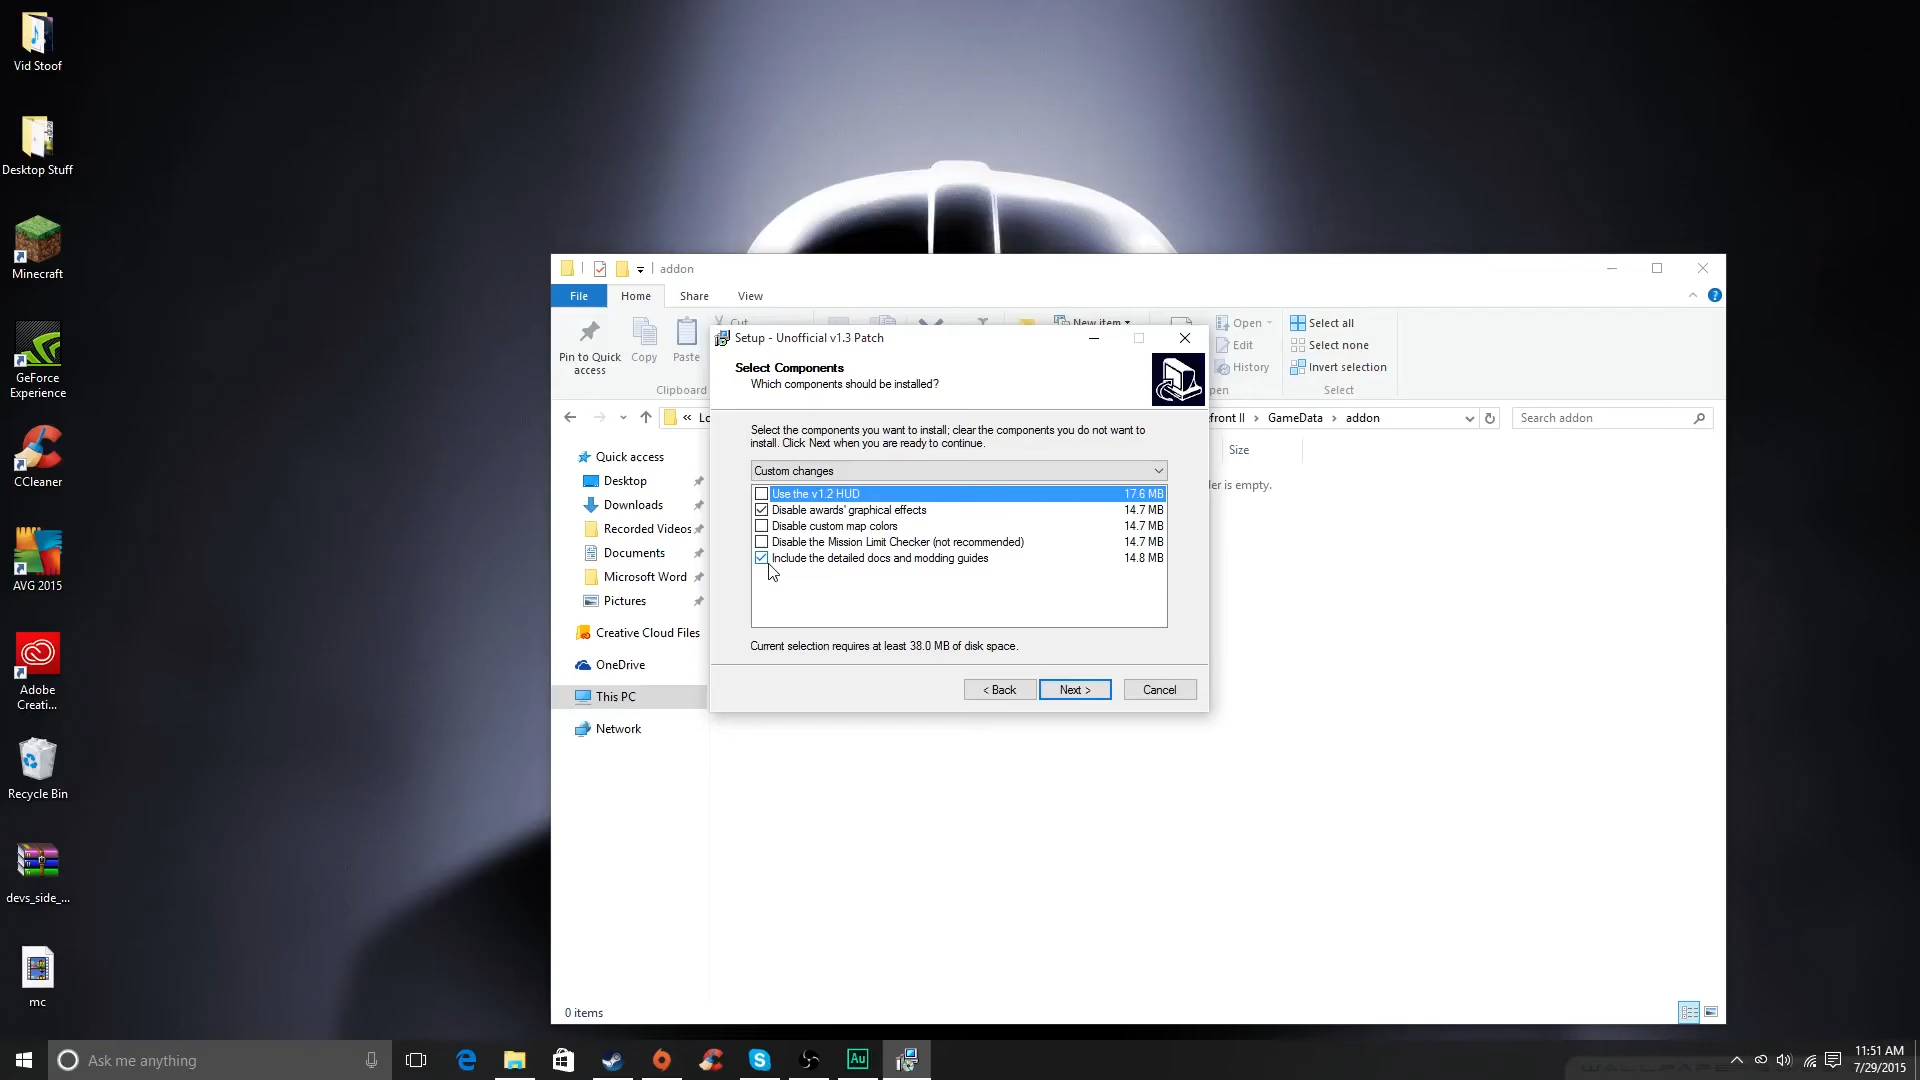 Vid Stoof
Desktop Stuff
Minecraft
GeForce
Experience
CCleaner
AVG 2015
Adobe
Creati...
Recycle Bin
devs_side_...
mc
addon
File
Home
Share
View
Pin to Quick
access
Copy
Paste
Cut
Clipboard
New item
Open
Edit
History
Select all
Select none
Invert selection
Select
« Lo
front II > GameData > addon
Search addon
Quick access
Desktop
Downloads
Recorded Videos
Documents
Microsoft Word
Pictures
Creative Cloud Files
OneDrive
This PC
Network
Size
er is empty.
0 items
Setup - Unofficial v1.3 Patch
Select Components
Which components should be installed?
Select the components you want to install; clear the components you do not want to
install. Click Next when you are ready to continue.
Custom changes
Use the v1.2 HUD 17.6 MB
Disable awards' graphical effects 14.7 MB
Disable custom map colors 14.7 MB
Disable the Mission Limit Checker (not recommended) 14.7 MB
Include the detailed docs and modding guides 14.8 MB
Current selection requires at least 38.0 MB of disk space.
< Back
Next >
Cancel
Ask me anything
Au
11:51 AM
7/29/2015